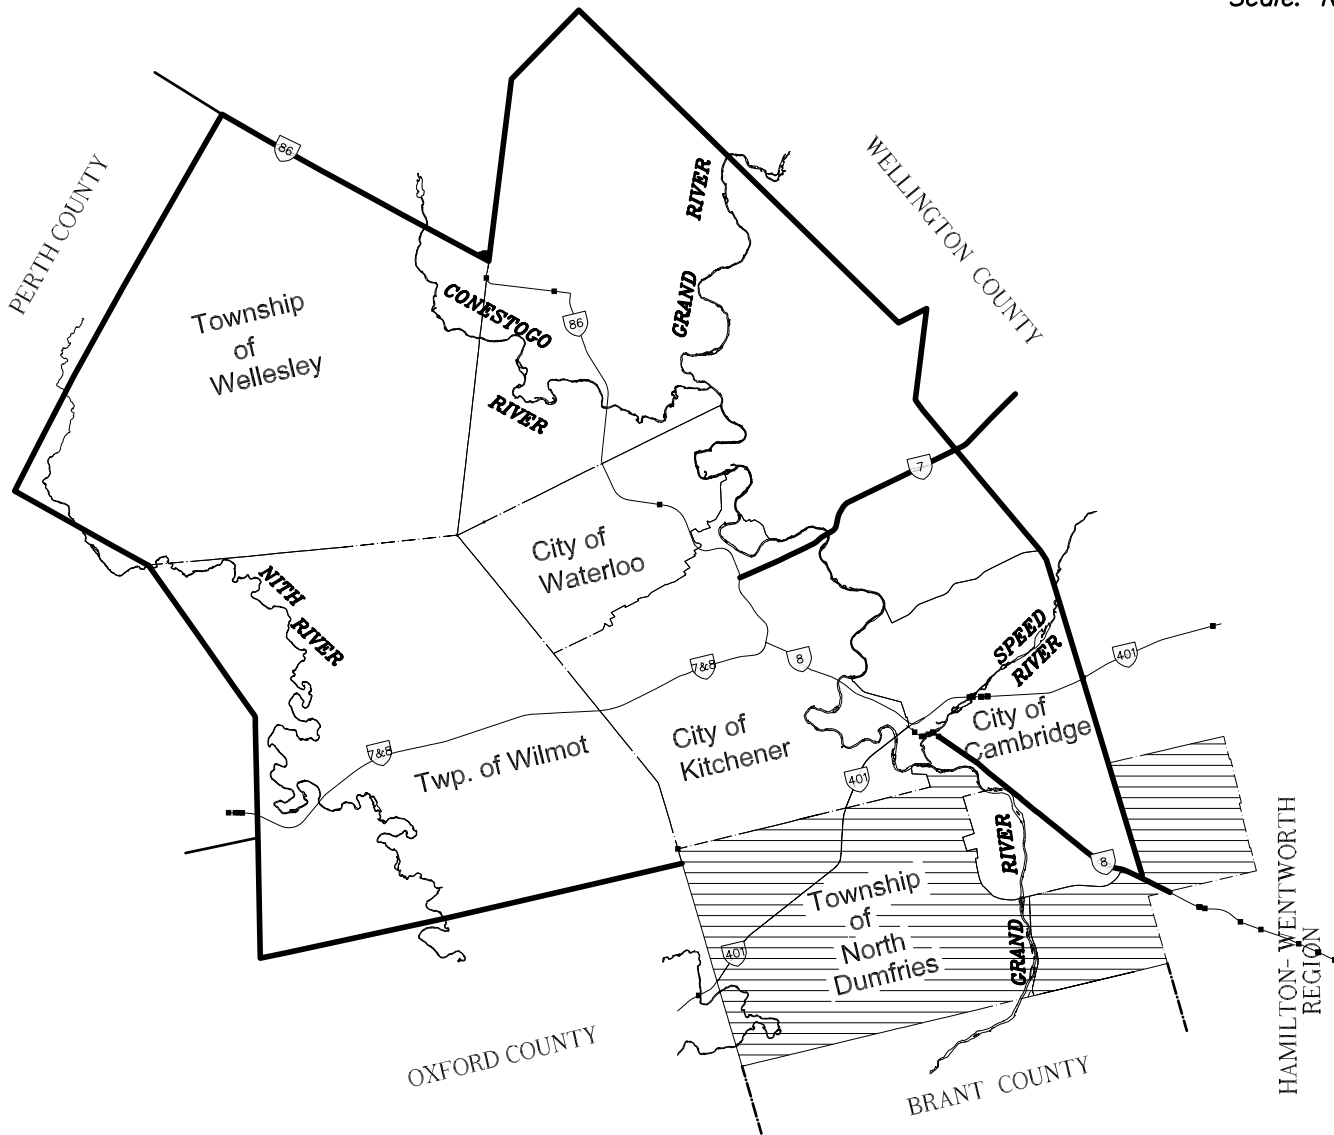 Scale:
86
PERTH COUNTY
WELLINGTON COUNTY
RIVER
GRAND
Township
of
Wellesley
CONESTOGO
RIVER
86
7
City of
Waterloo
NITH
RIVER
SPEED
RIVER
401
7&8
8
7&8
Twp. of Wilmot
City of
Kitchener
City of
Cambridge
401
RIVER
8
Township
of
North
Dumfries
GRAND
401
HAMILTON-WENTWORTH
REGION
OXFORD COUNTY
BRANT COUNTY